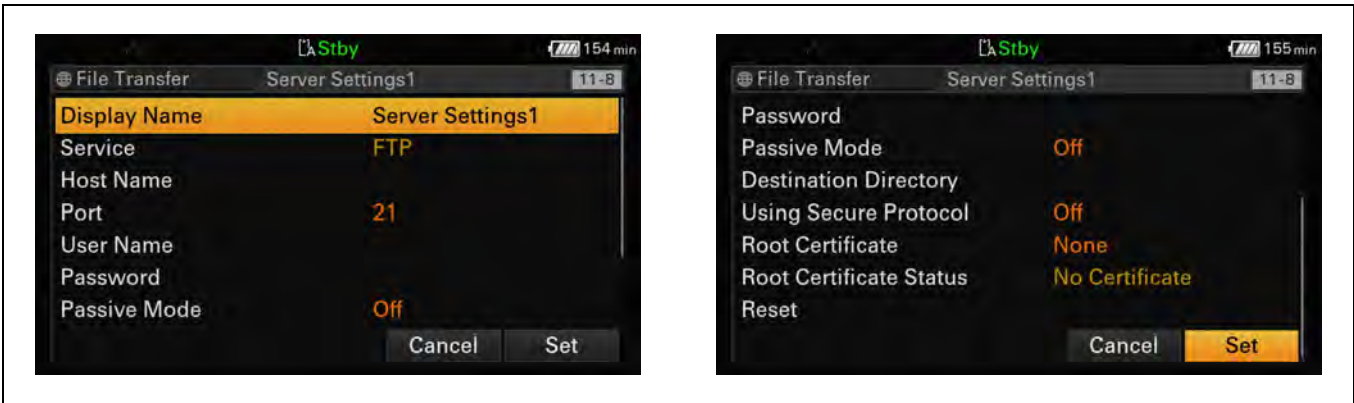 Stby 154 min
File Transfer Server Settings1 11-8
Display Name Server Settings1
Service FTP
Host Name
Port 21
User Name
Password
Passive Mode Off
Cancel Set
Stby 155 min
File Transfer Server Settings1 11-8
Password
Passive Mode Off
Destination Directory
Using Secure Protocol Off
Root Certificate None
Root Certificate Status No Certificate
Reset
Cancel Set